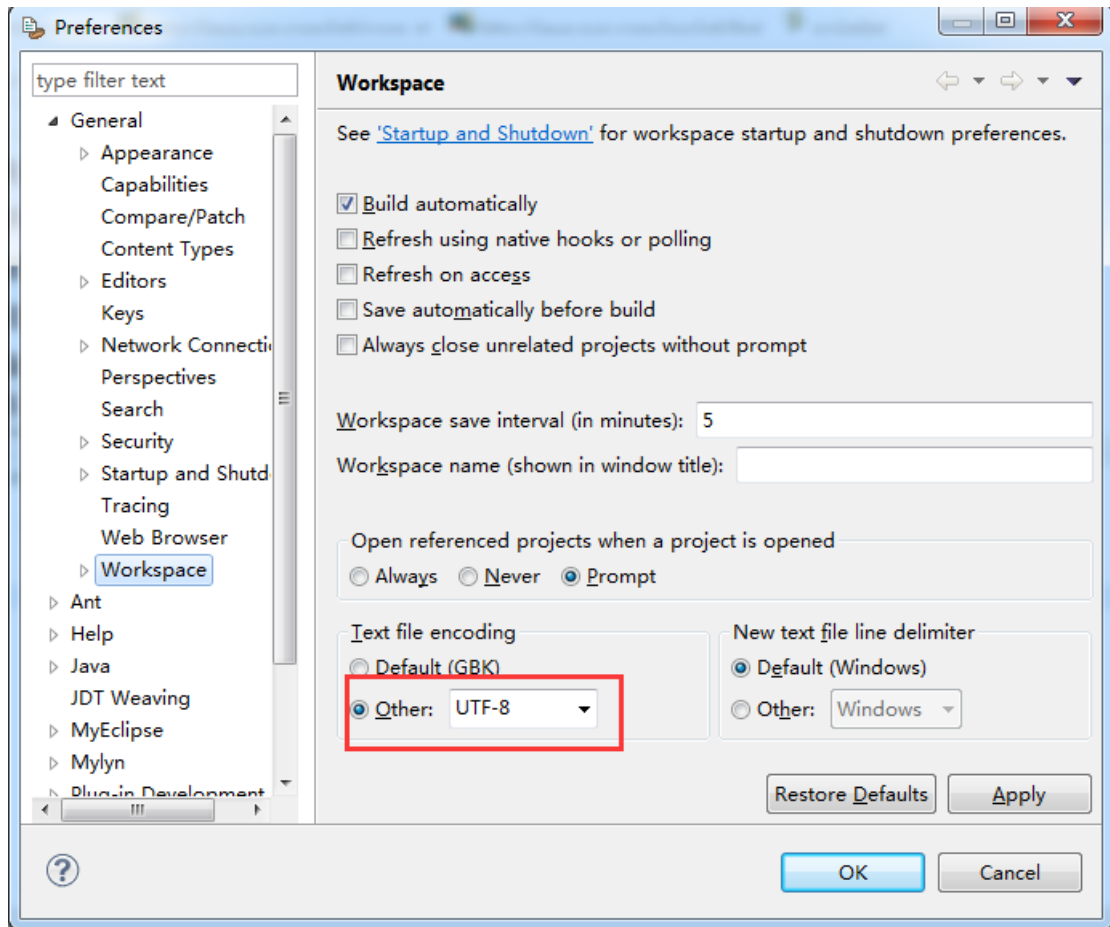 Preferences
type filter text
General
Appearance
Capabilities
Compare/Patch
Content Types
Editors
Keys
Network Connecti
Perspectives
Search
Security
Startup and Shutd
Tracing
Web Browser
Workspace
Ant
Help
Java
JDT Weaving
MyEclipse
Mylyn
Plug-in Development
Workspace
See 'Startup and Shutdown' for workspace startup and shutdown preferences.
Build automatically
Refresh using native hooks or polling
Refresh on access
Save automatically before build
Always close unrelated projects without prompt
Workspace save interval (in minutes): 5
Workspace name (shown in window title):
Open referenced projects when a project is opened
Always Never Prompt
Text file encoding
Default (GBK)
Other: UTF-8
New text file line delimiter
Default (Windows)
Other: Windows
Restore Defaults Apply
OK Cancel